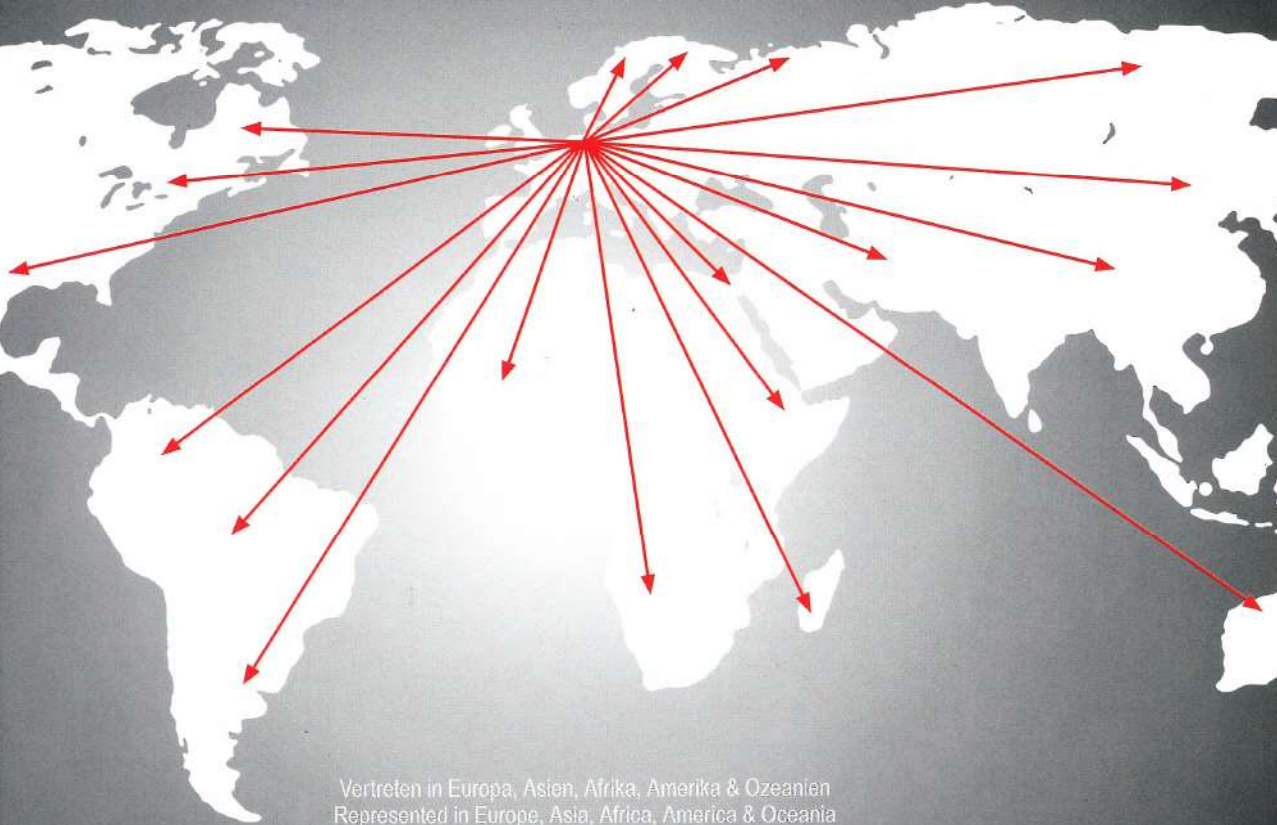 Vertreten in Europa, Asien, Afrika, Amerika & Ozeanien
Represented in Europe, Asia, Africa, America & Oceania